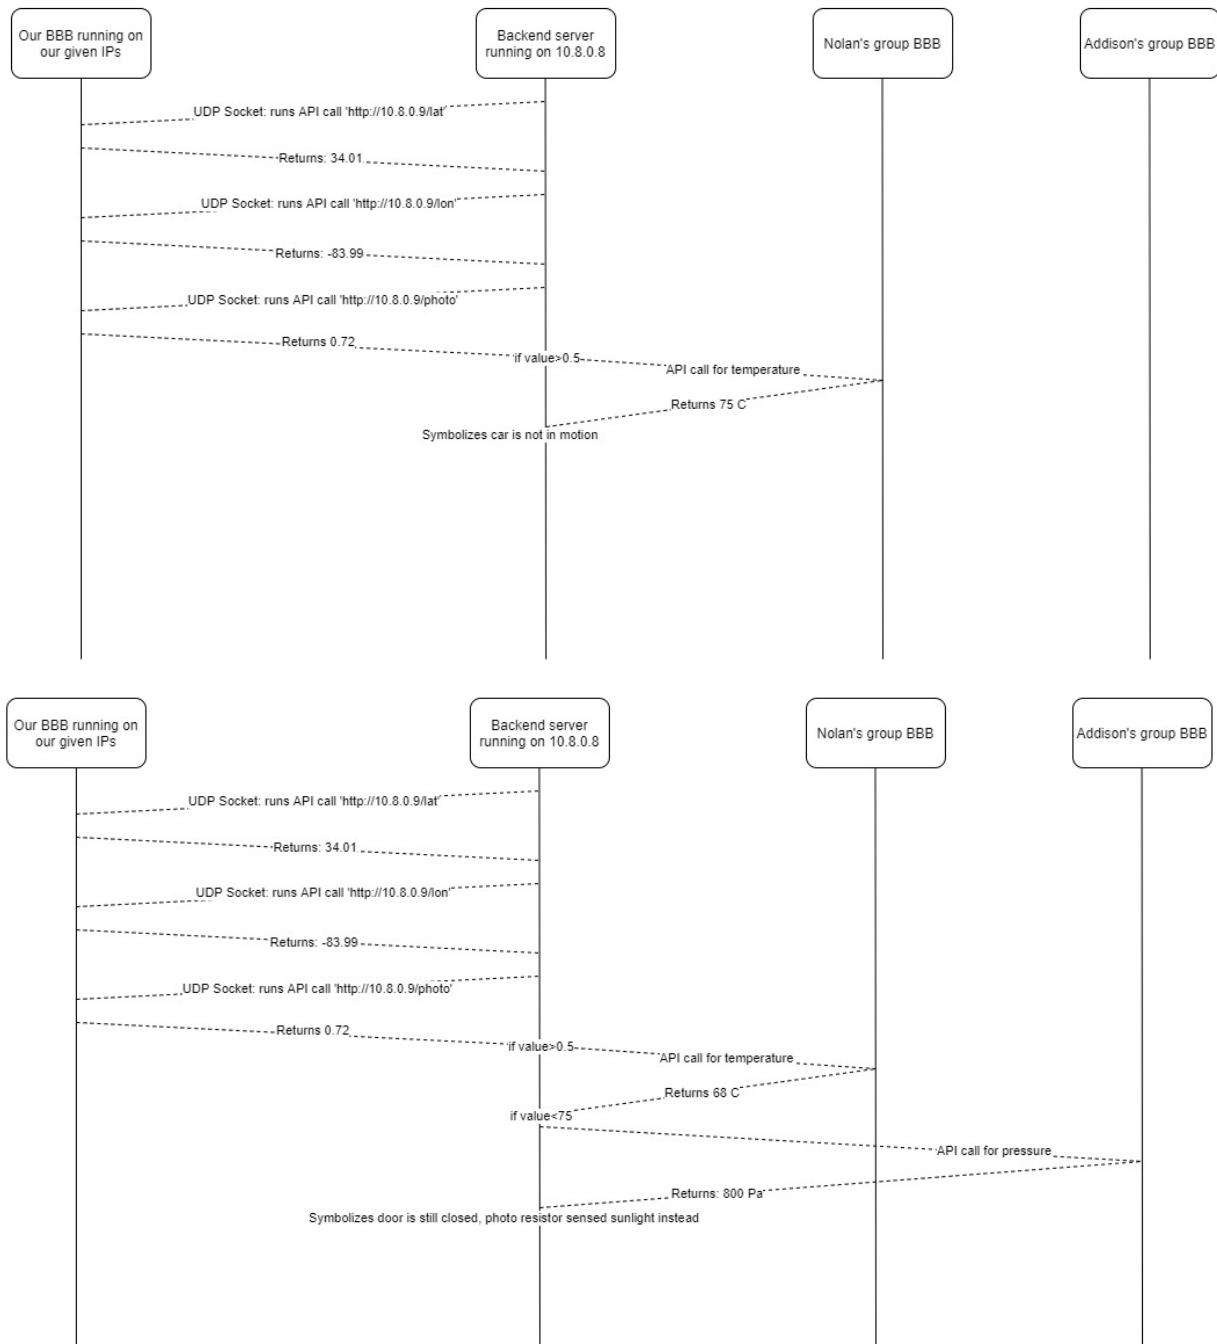 Our BBB running on
our given IPs
Backend server
running on 10.8.0.8
Nolan's group BBB
Addison's group BBB
UDP Socket: runs API call 'http://10.8.0.9/lat'
Returns: 34.01
UDP Socket: runs API call 'http://10.8.0.9/lon'
Returns: -83.99
UDP Socket: runs API call 'http://10.8.0.9/photo'
Returns 0.72
if value>0.5
API call for temperature
Returns 75 C
Symbolizes car is not in motion
Our BBB running on
our given IPs
Backend server
running on 10.8.0.8
Nolan's group BBB
Addison's group BBB
UDP Socket: runs API call 'http://10.8.0.9/lat'
Returns: 34.01
UDP Socket: runs API call 'http://10.8.0.9/lon'
Returns: -83.99
UDP Socket: runs API call 'http://10.8.0.9/photo'
Returns 0.72
if value>0.5
API call for temperature
Returns 68 C
if value<75
API call for pressure
Returns: 800 Pa
Symbolizes door is still closed, photo resistor sensed sunlight instead